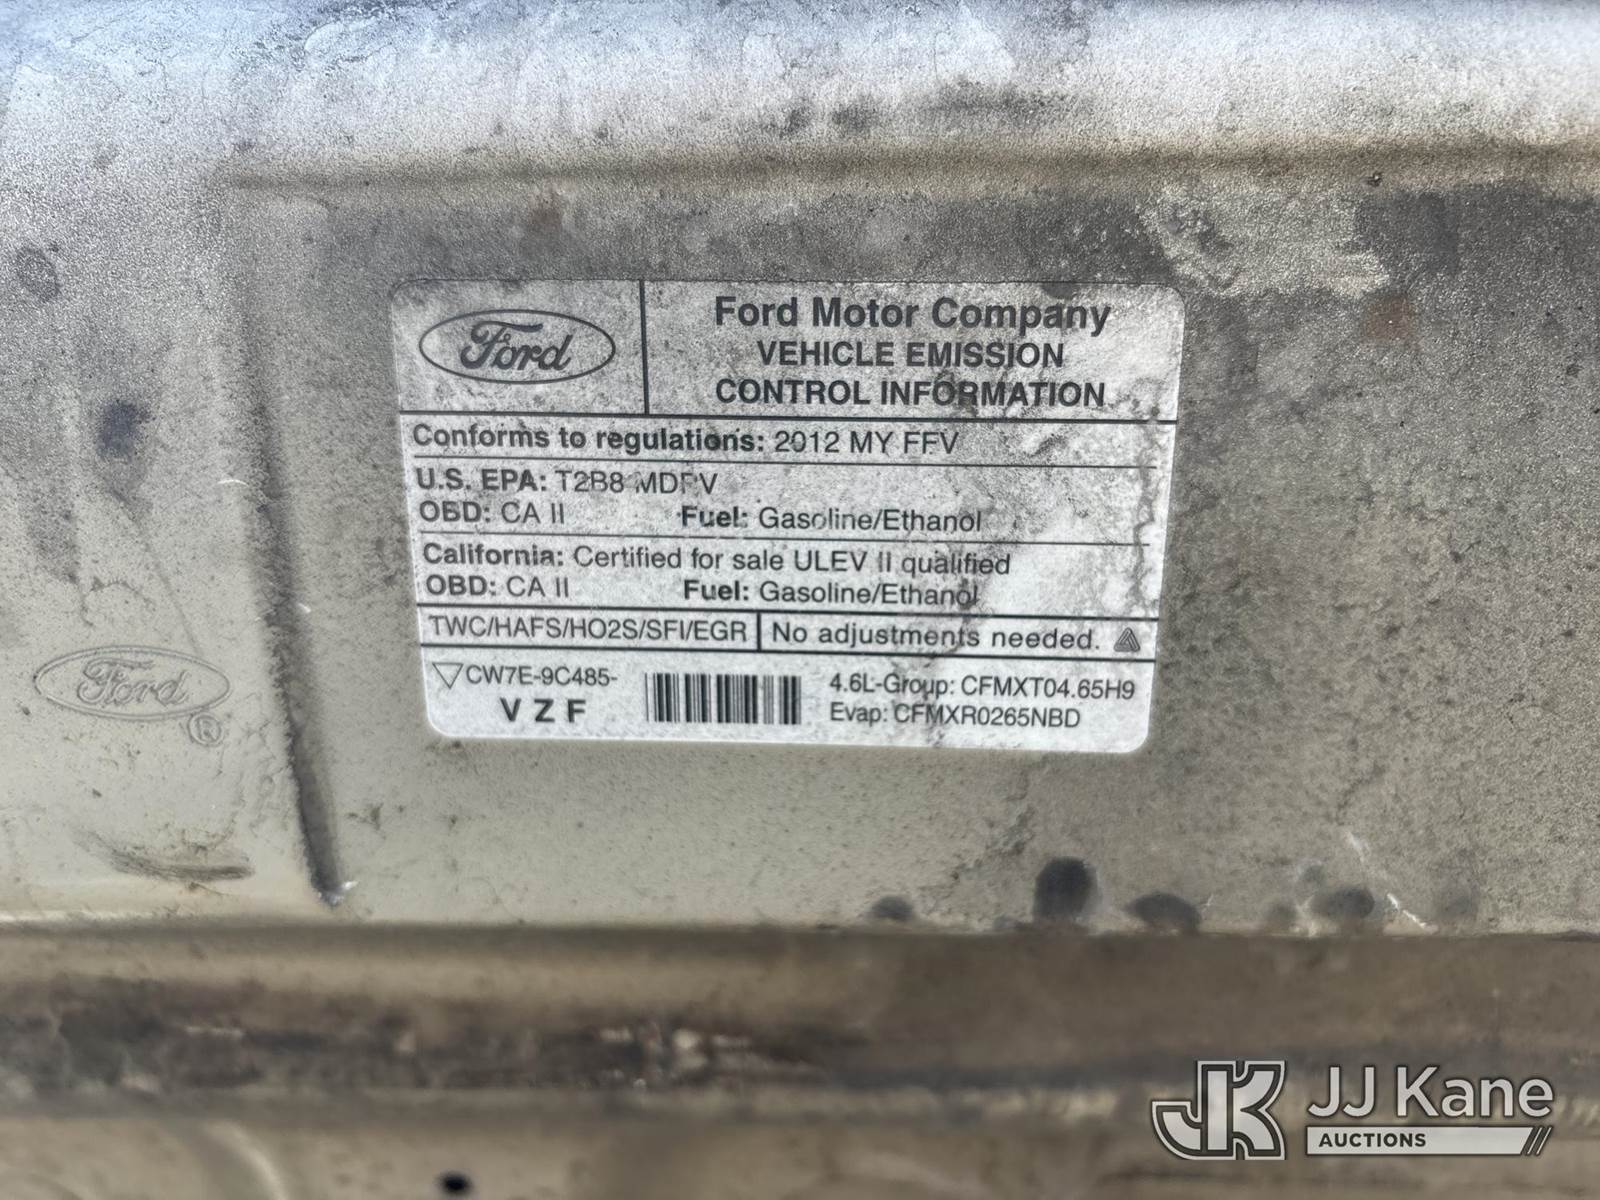 Ford
Ford Motor Company
VEHICLE EMISSION
CONTROL INFORMATION
Conforms to regulations: 2012 MY FFV
U.S. EPA: T2B8 MDPV
OBD: CA II Fuel: Gasoline/Ethanol
California: Certified for sale ULEV II qualified
OBD: CA II Fuel: Gasoline/Ethanol
TWC/HAFS/HO2S/SFI/EGR No adjustments needed.
CW7E-9C485-
VZF
4.6L-Group: CFMXT04.65H9
Evap: CFMXR0265NBD
Ford
®
JK JJ Kane
AUCTIONS